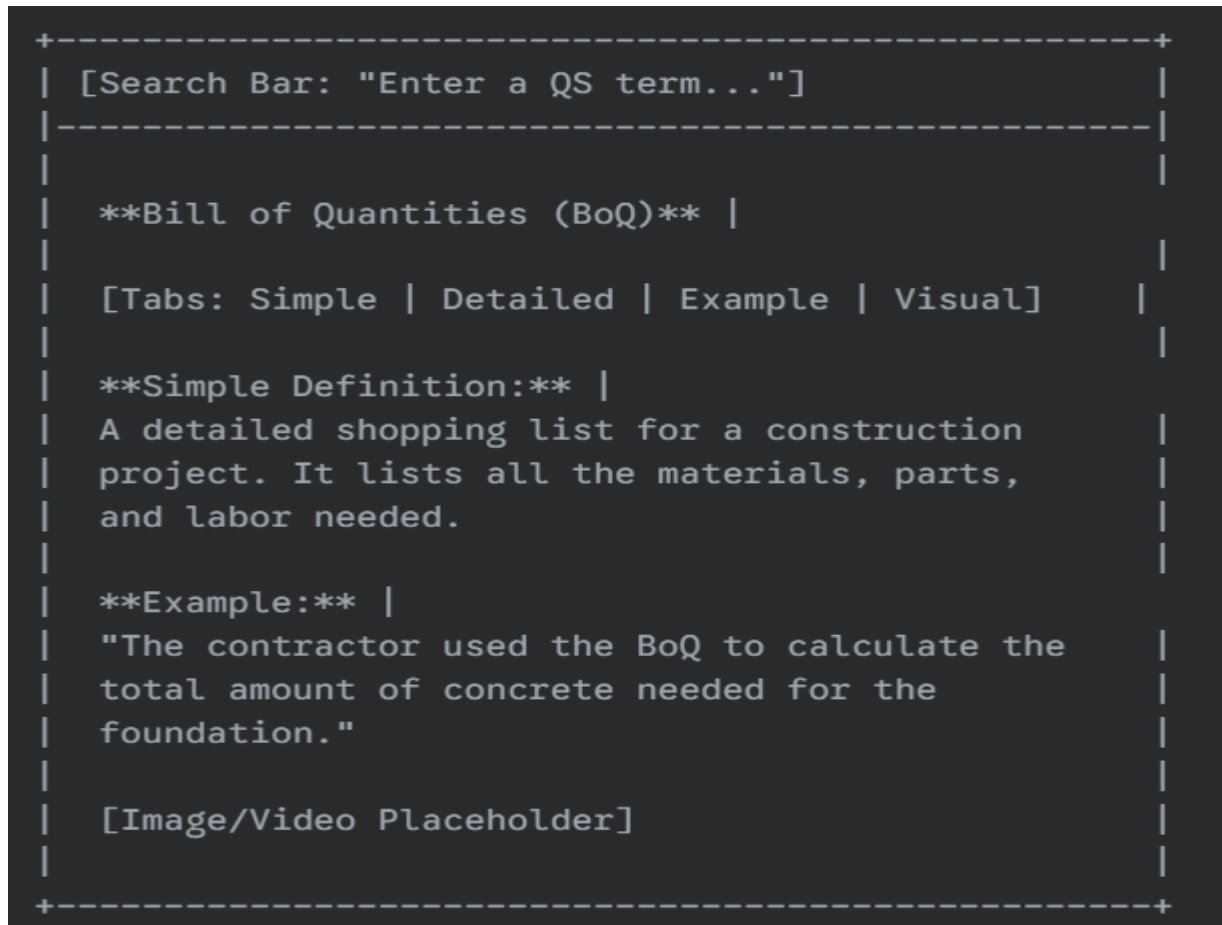 +---------------------------------------------------+
| [Search Bar: "Enter a QS term..."] |
|---------------------------------------------------|
| |
| **Bill of Quantities (BoQ)** |
| |
| [Tabs: Simple | Detailed | Example | Visual] |
| |
| **Simple Definition:** |
| A detailed shopping list for a construction |
| project. It lists all the materials, parts, |
| and labor needed. |
| |
| **Example:** |
| "The contractor used the BoQ to calculate the |
| total amount of concrete needed for the |
| foundation." |
| |
| [Image/Video Placeholder] |
| |
+---------------------------------------------------+